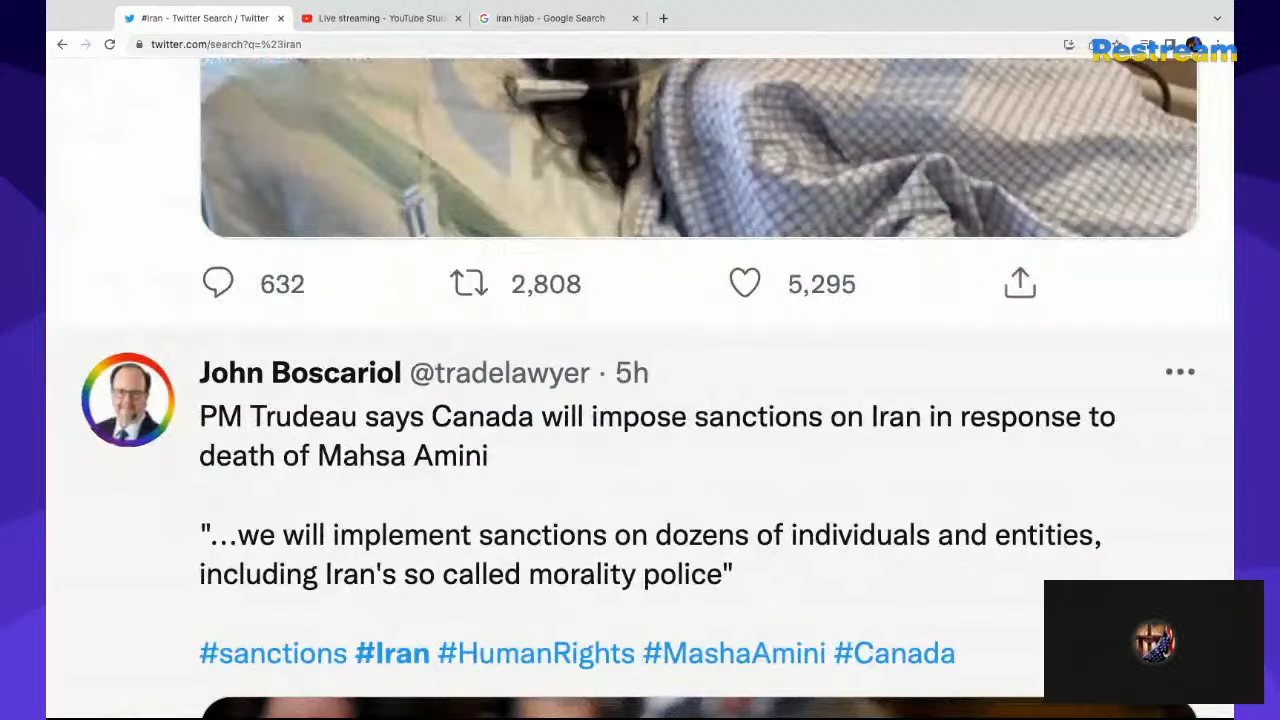 #iran - Twitter Search / Twitter
Live streaming - YouTube Stu
iran hijab - Google Search
twitter.com/search?q=%23iran
Restream
632
2,808
5,295
John Boscariol @tradelawyer · 5h
PM Trudeau says Canada will impose sanctions on Iran in response to
death of Mahsa Amini
"…we will implement sanctions on dozens of individuals and entities,
including Iran's so called morality police"
#sanctions #Iran #HumanRights #MashaAmini #Canada